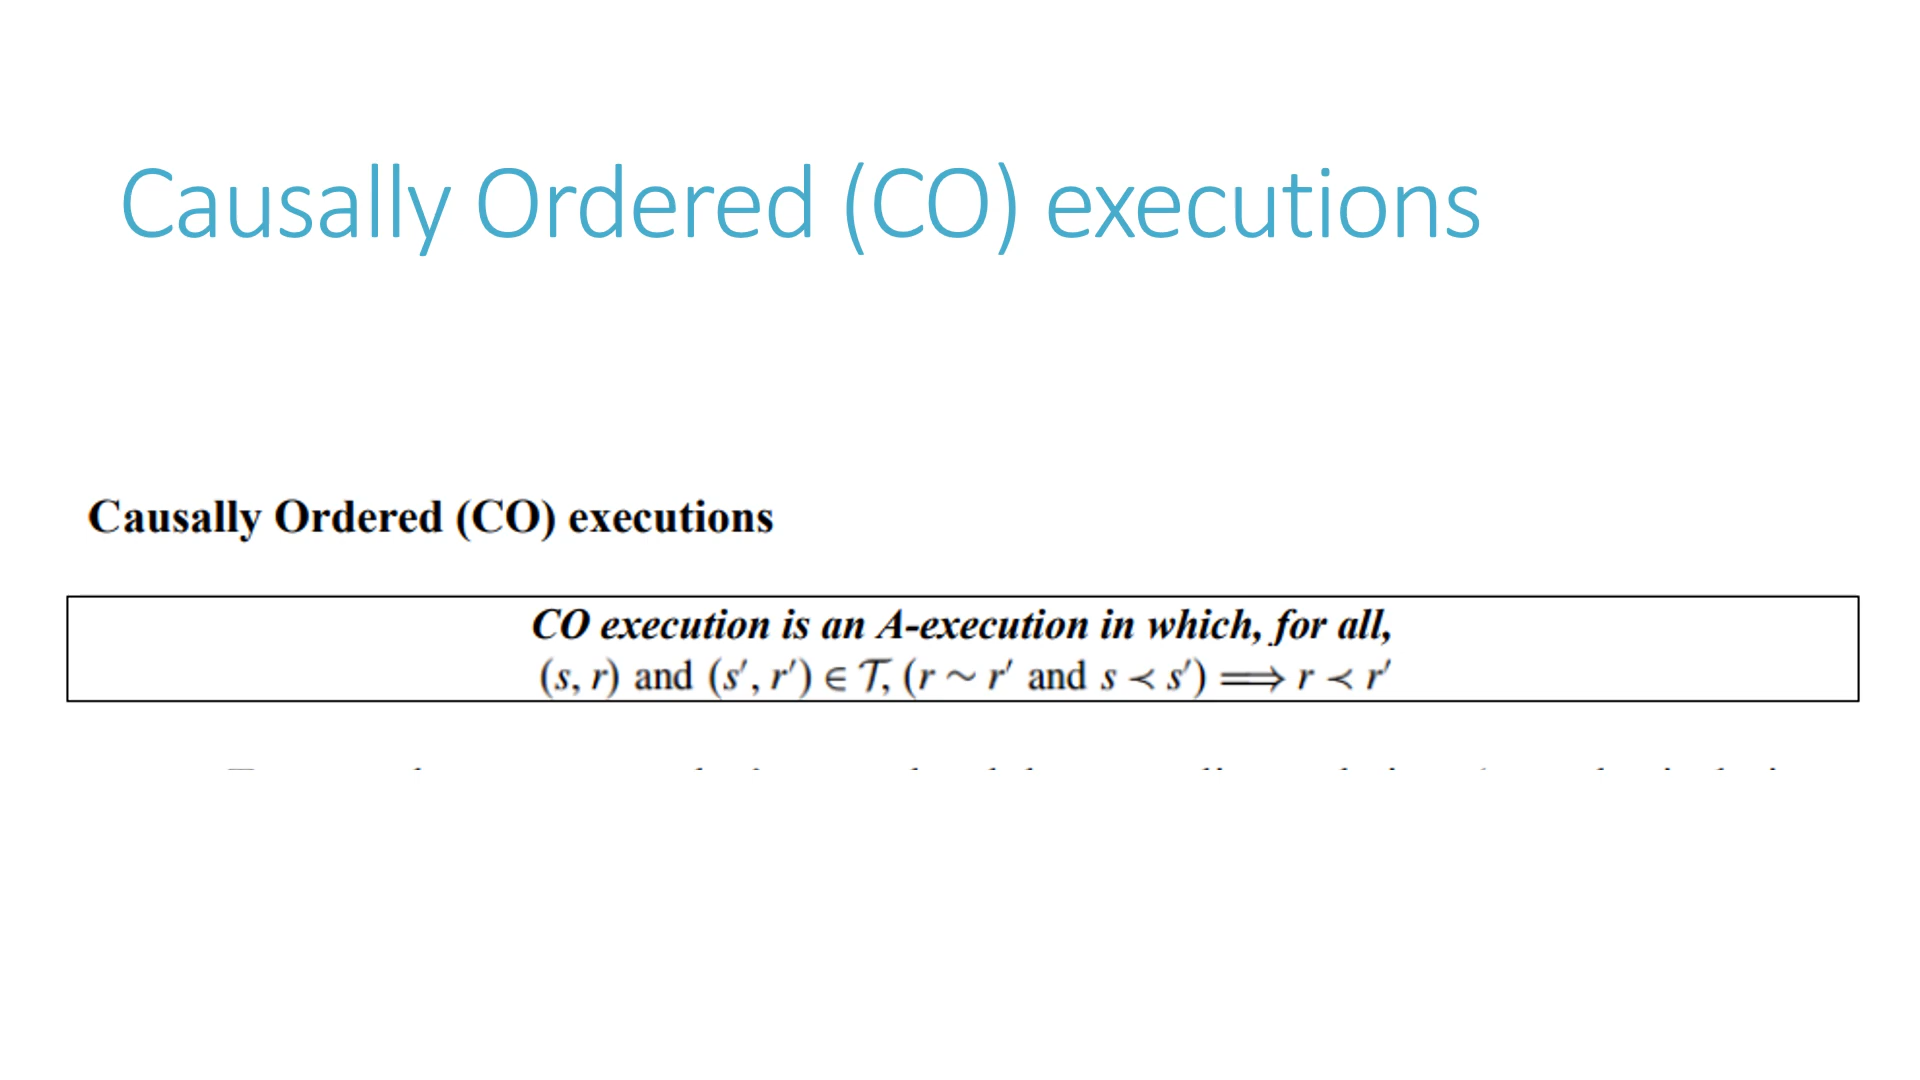 Causally Ordered (CO) executions
Causally Ordered (CO) executions
CO execution is an A-execution in which, for all,
(s, r) and (s′, r′) ∈ 𝒯, (r ∼ r′ and s ≺ s′) ⟹ r ≺ r′